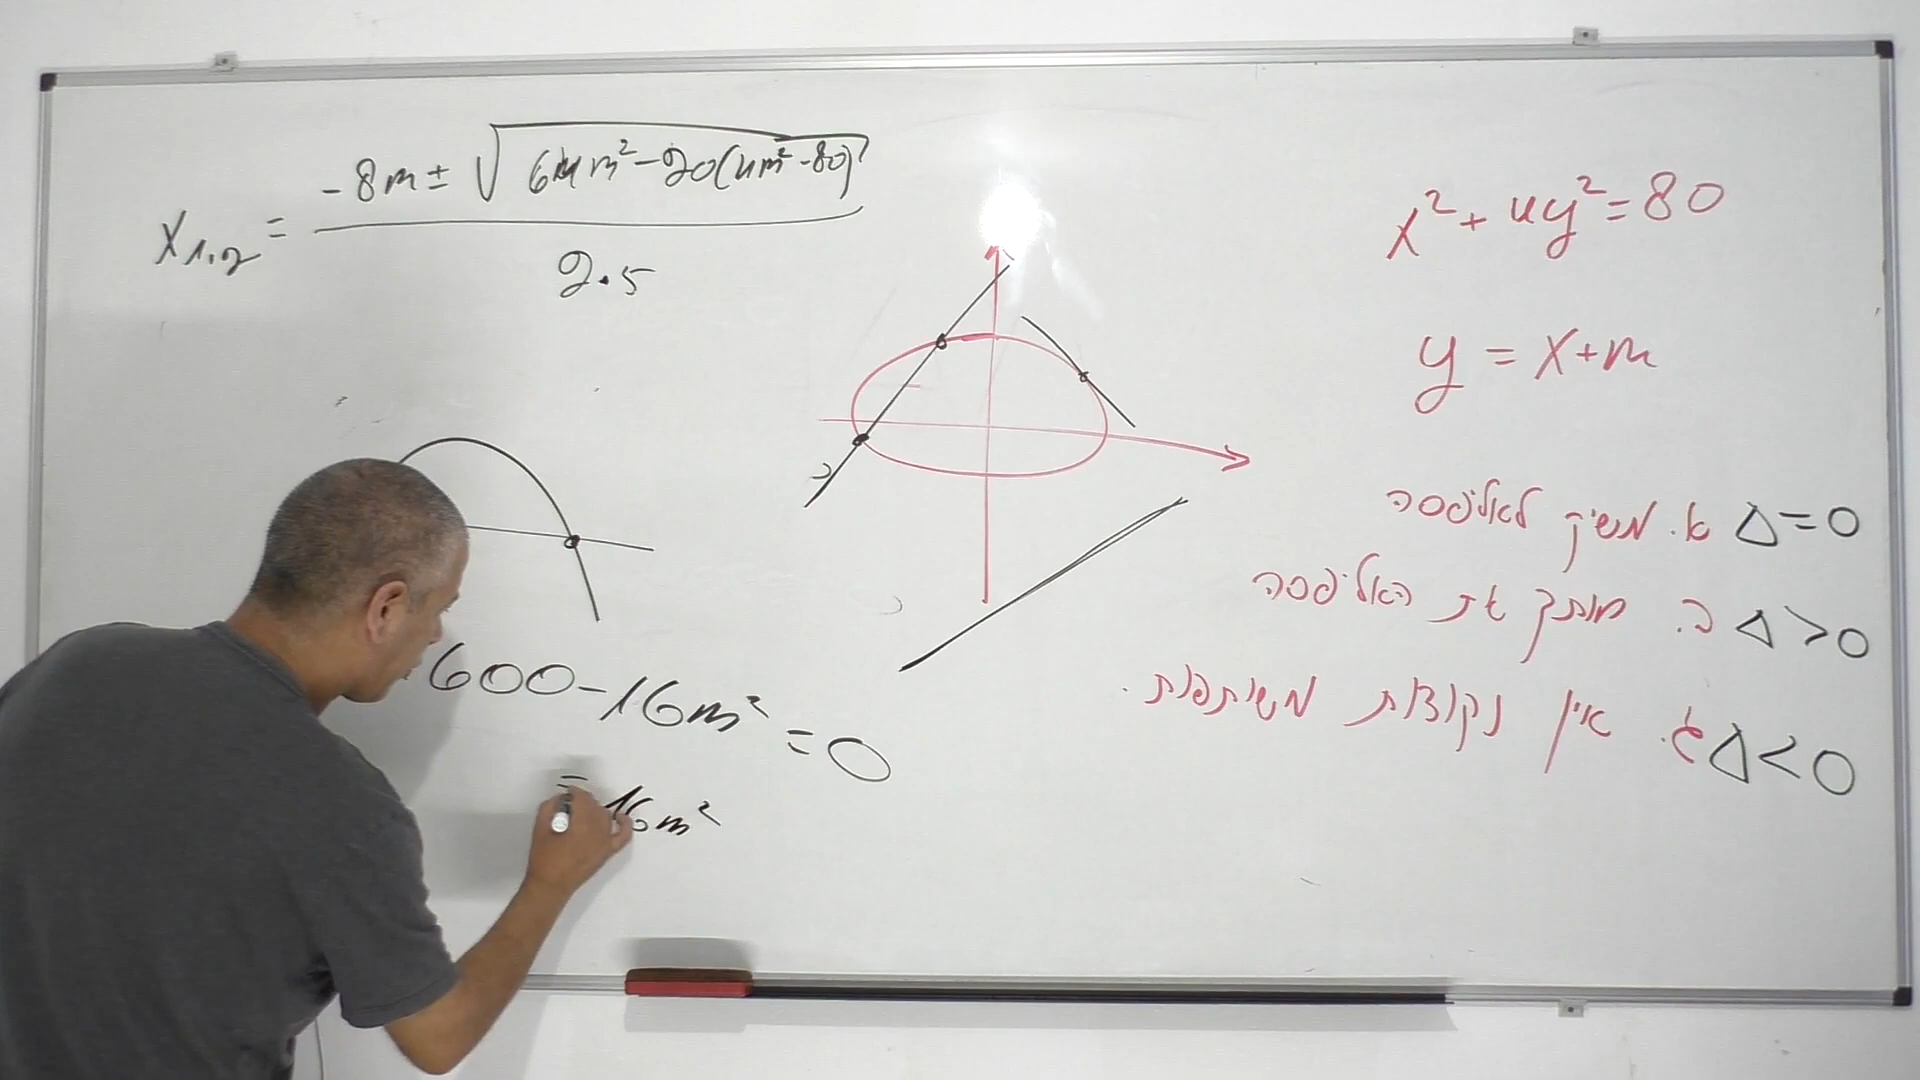 x₁,₂ = (-8m ± √(64m² - 20(4m² - 80))) / 2·5
x² + 4y² = 80
y = x + m
א. משיק לאליפסה Δ = 0
ב. חותך את האליפסה Δ > 0
ג. אין נקודות משותפות. Δ < 0
600 - 16m² = 0
= 16m²